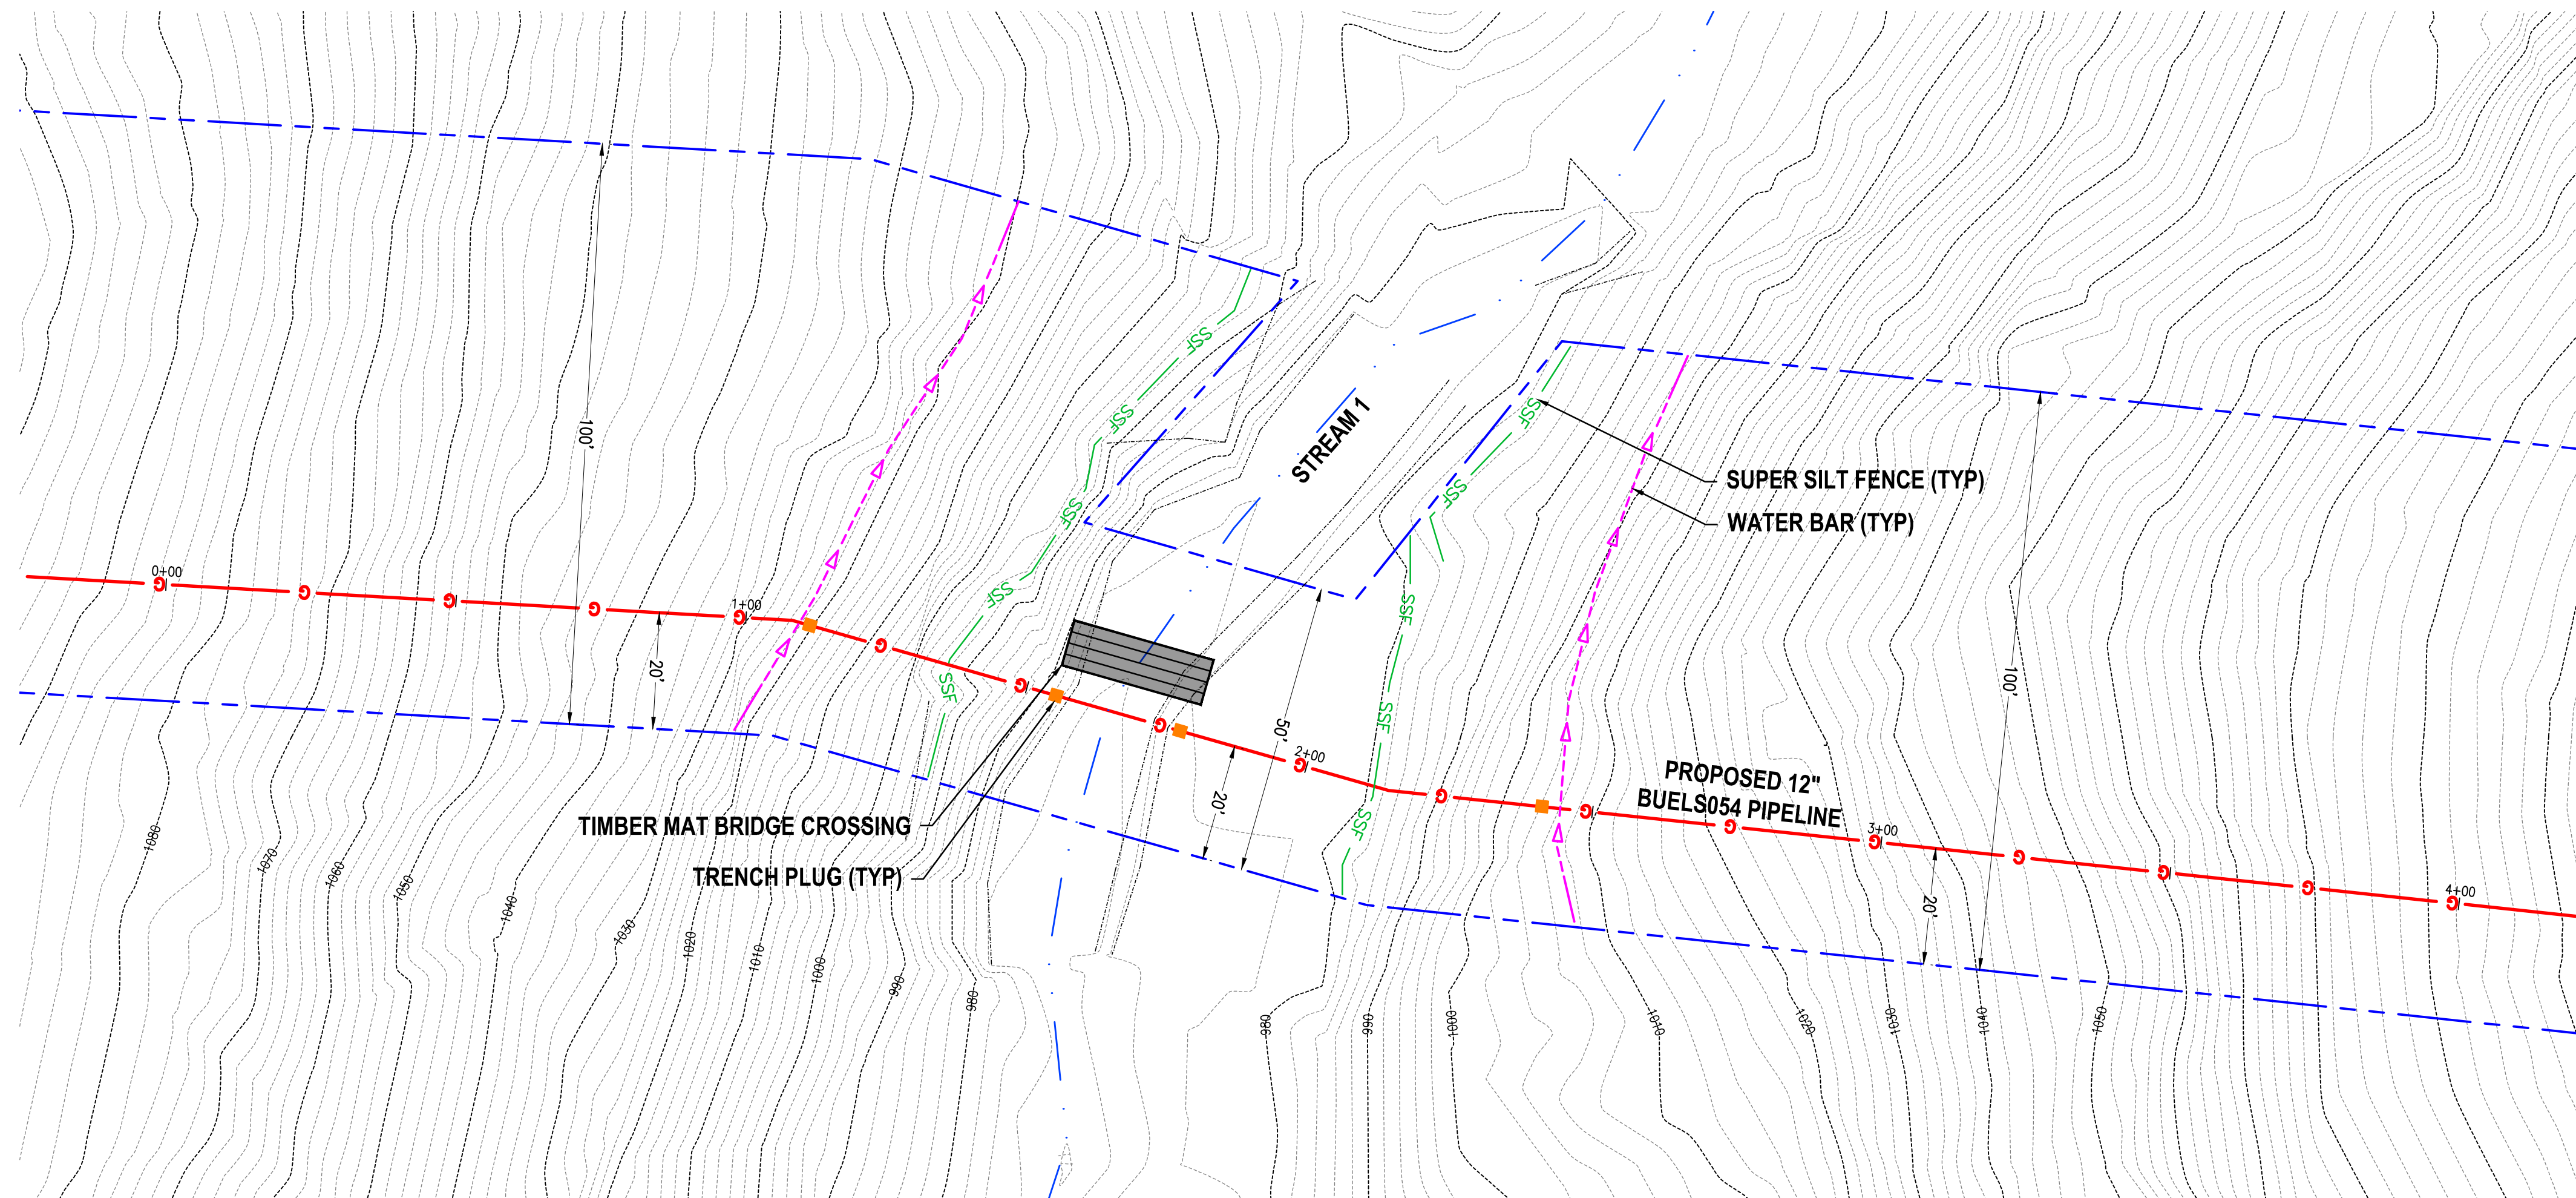 100'
SSF
SSF
SSF
SSF
SSF
STREAM 1
SSF
SSF
SSF
SSF
SSF
SUPER SILT FENCE (TYP)
WATER BAR (TYP)
0+00
G
G
G
G
1+00
G
G
G
G
2+00
G
G
G
G
3+00
G
G
G
G
4+00
G
20'
50'
20'
100'
20'
PROPOSED 12"
BUELS054 PIPELINE
TIMBER MAT BRIDGE CROSSING
TRENCH PLUG (TYP)
1080
1070
1060
1050
1040
1030
1020
1010
1000
990
980
980
990
1000
1010
1020
1030
1040
1050